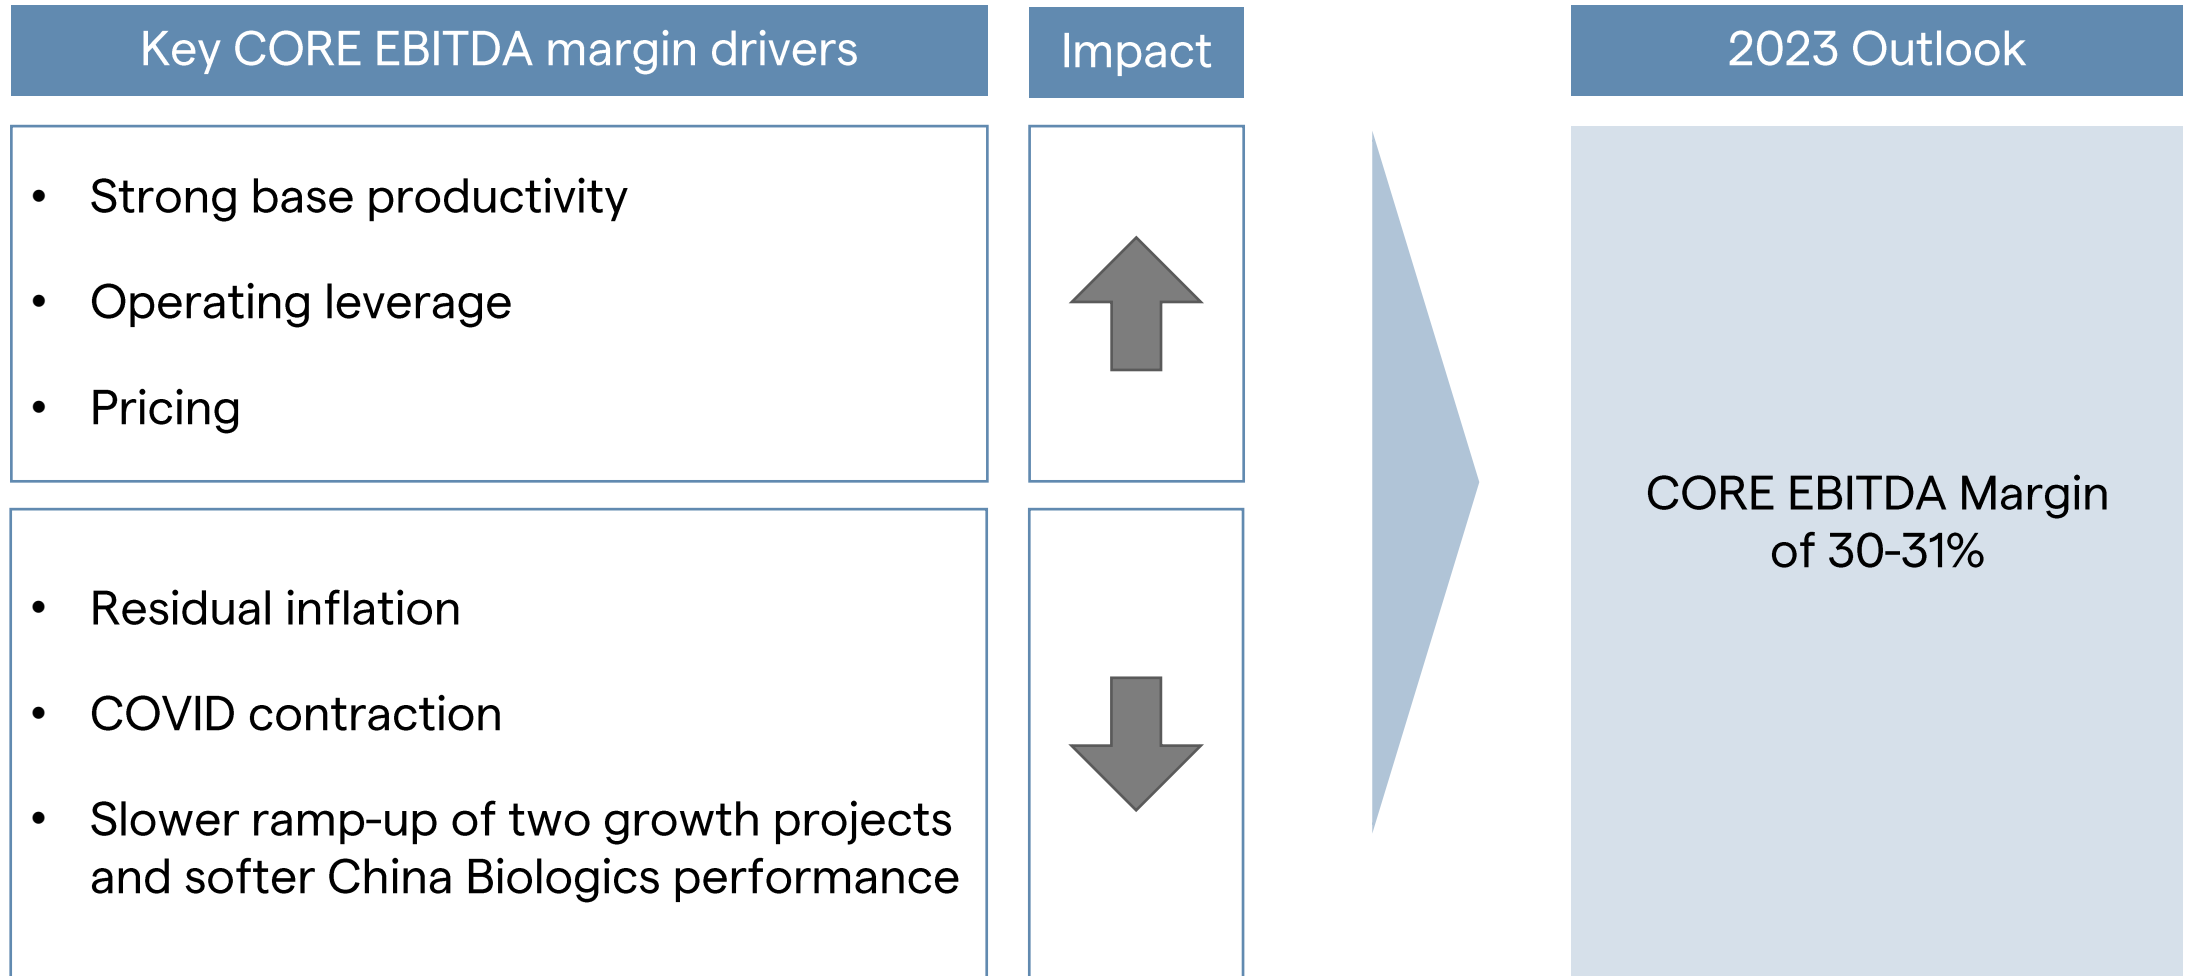 Key CORE EBITDA margin drivers
Impact
2023 Outlook
• Strong base productivity
• Operating leverage
• Pricing
• Residual inflation
• COVID contraction
• Slower ramp-up of two growth projects
and softer China Biologics performance
CORE EBITDA Margin
of 30-31%